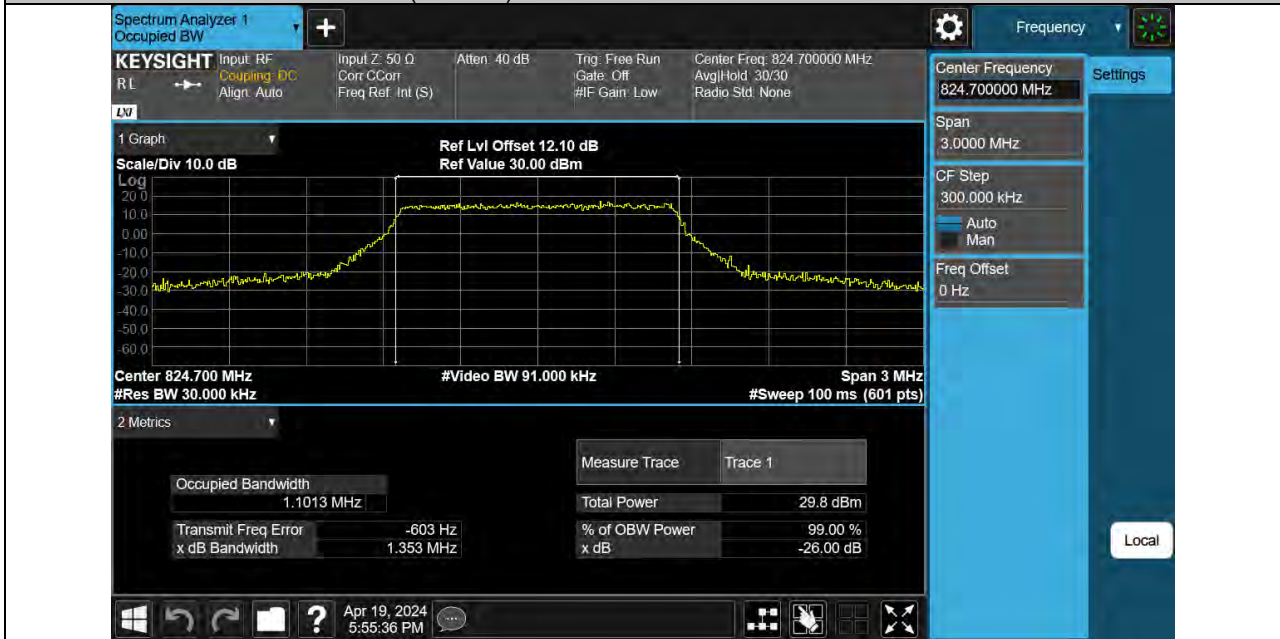 Spectrum Analyzer 1
Occupied BW
Frequency
KEYSIGHT
R L
LXI
Input: RF
Coupling: DC
Align: Auto
Input Z: 50 Ω
Corr CCorr
Freq Ref: Int (S)
Atten: 40 dB
Trig: Free Run
Gate: Off
#IF Gain: Low
Center Freq: 824.700000 MHz
Avg|Hold: 30/30
Radio Std: None
Center Frequency
824.700000 MHz
Settings
Span
3.0000 MHz
CF Step
300.000 kHz
Auto
Man
Freq Offset
0 Hz
1 Graph
Scale/Div 10.0 dB
Ref Lvl Offset 12.10 dB
Ref Value 30.00 dBm
Log
20.0
10.0
0.00
-10.0
-20.0
-30.0
-40.0
-50.0
-60.0
Center 824.700 MHz
#Video BW 91.000 kHz
Span 3 MHz
#Res BW 30.000 kHz
#Sweep 100 ms (601 pts)
2 Metrics
Measure Trace
Trace 1
Occupied Bandwidth
1.1013 MHz
Total Power
29.8 dBm
Transmit Freq Error
-603 Hz
% of OBW Power
99.00 %
x dB Bandwidth
1.353 MHz
x dB
-26.00 dB
Local
Apr 19, 2024
5:55:36 PM